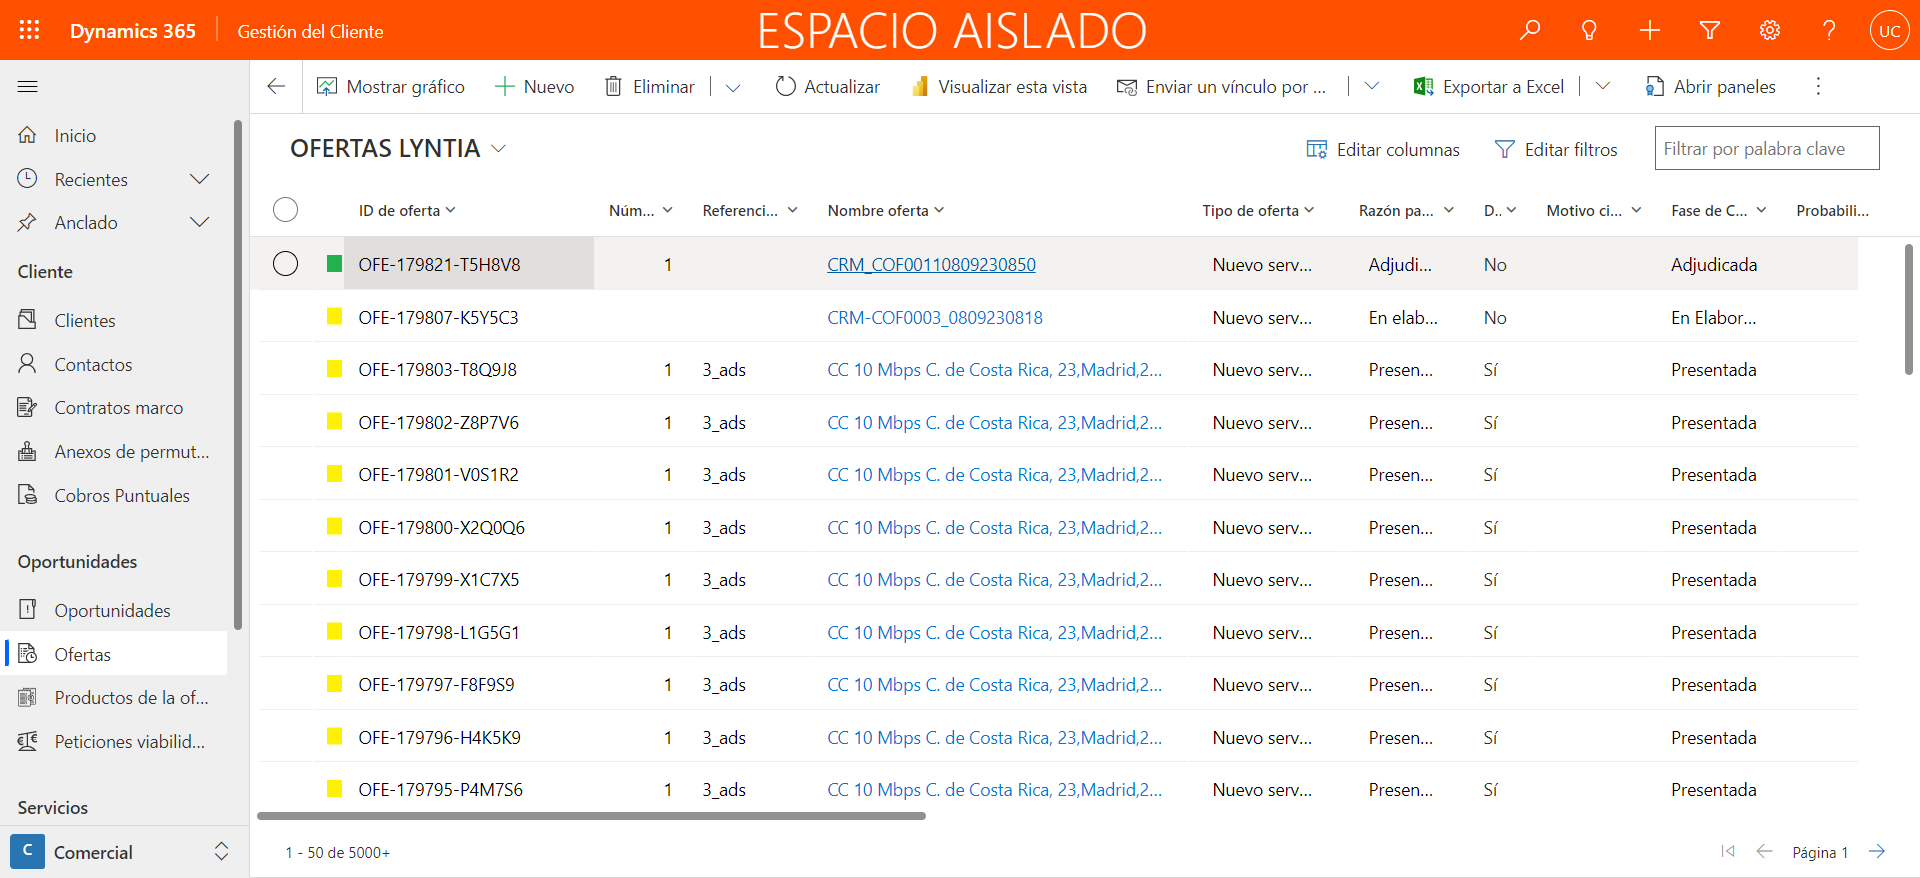 Dynamics 365
Gestión del Cliente
ESPACIO AISLADO
UC
Mostrar gráfico
Nuevo
Eliminar
Actualizar
Visualizar esta vista
Enviar un vínculo por ...
Exportar a Excel
Abrir paneles
Inicio
Recientes
Anclado
Cliente
Clientes
Contactos
Contratos marco
Anexos de permut...
Cobros Puntuales
Oportunidades
Oportunidades
Ofertas
Productos de la of...
Peticiones viabilid...
Servicios
C Comercial
OFERTAS LYNTIA
Editar columnas
Editar filtros
Filtrar por palabra clave
ID de oferta Núm... Referenci... Nombre oferta Tipo de oferta Razón pa... D.. Motivo ci... Fase de C... Probabili...
OFE-179821-T5H8V8 1 CRM_COF00110809230850 Nuevo serv... Adjudi... No Adjudicada
OFE-179807-K5Y5C3 CRM-COF0003_0809230818 Nuevo serv... En elab... No En Elabor...
OFE-179803-T8Q9J8 1 3_ads CC 10 Mbps C. de Costa Rica, 23,Madrid,2... Nuevo serv... Presen... Sí Presentada
OFE-179802-Z8P7V6 1 3_ads CC 10 Mbps C. de Costa Rica, 23,Madrid,2... Nuevo serv... Presen... Sí Presentada
OFE-179801-V0S1R2 1 3_ads CC 10 Mbps C. de Costa Rica, 23,Madrid,2... Nuevo serv... Presen... Sí Presentada
OFE-179800-X2Q0Q6 1 3_ads CC 10 Mbps C. de Costa Rica, 23,Madrid,2... Nuevo serv... Presen... Sí Presentada
OFE-179799-X1C7X5 1 3_ads CC 10 Mbps C. de Costa Rica, 23,Madrid,2... Nuevo serv... Presen... Sí Presentada
OFE-179798-L1G5G1 1 3_ads CC 10 Mbps C. de Costa Rica, 23,Madrid,2... Nuevo serv... Presen... Sí Presentada
OFE-179797-F8F9S9 1 3_ads CC 10 Mbps C. de Costa Rica, 23,Madrid,2... Nuevo serv... Presen... Sí Presentada
OFE-179796-H4K5K9 1 3_ads CC 10 Mbps C. de Costa Rica, 23,Madrid,2... Nuevo serv... Presen... Sí Presentada
OFE-179795-P4M7S6 1 3_ads CC 10 Mbps C. de Costa Rica, 23,Madrid,2... Nuevo serv... Presen... Sí Presentada
1 - 50 de 5000+
Página 1